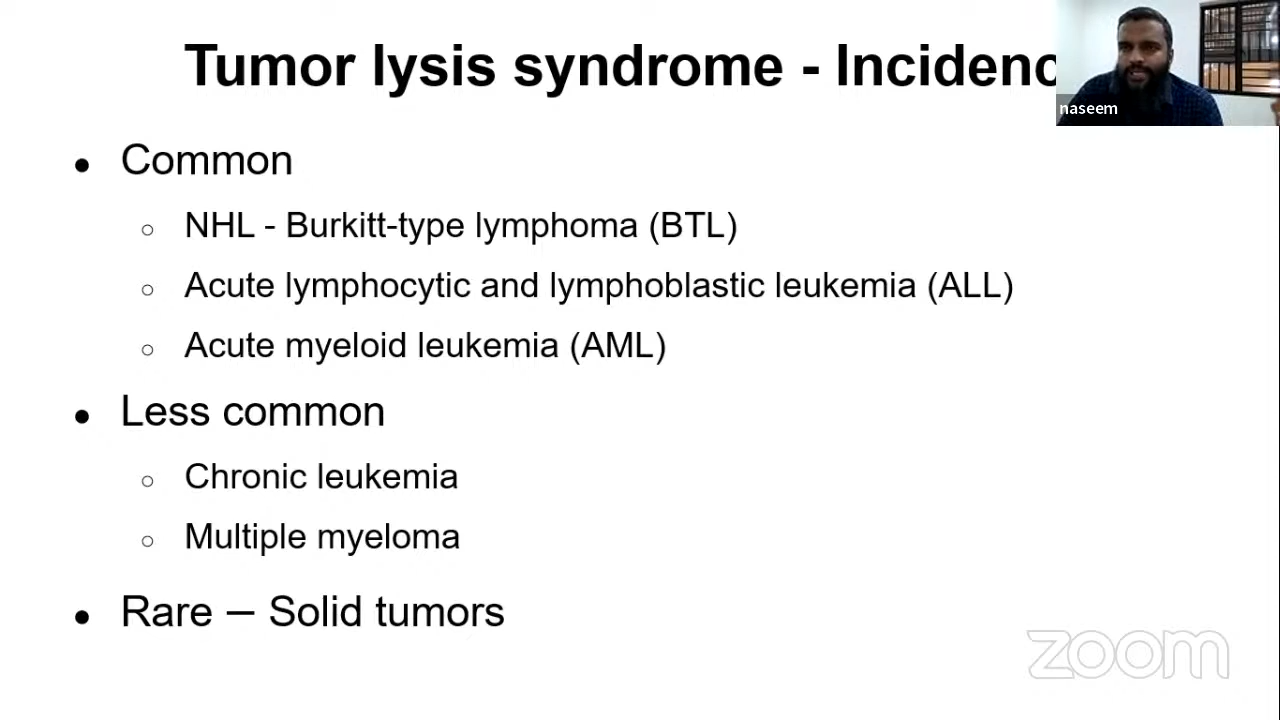 Tumor lysis syndrome - Incidenc
naseem
● Common
○ NHL - Burkitt-type lymphoma (BTL)
○ Acute lymphocytic and lymphoblastic leukemia (ALL)
○ Acute myeloid leukemia (AML)
● Less common
○ Chronic leukemia
○ Multiple myeloma
● Rare – Solid tumors
zoom